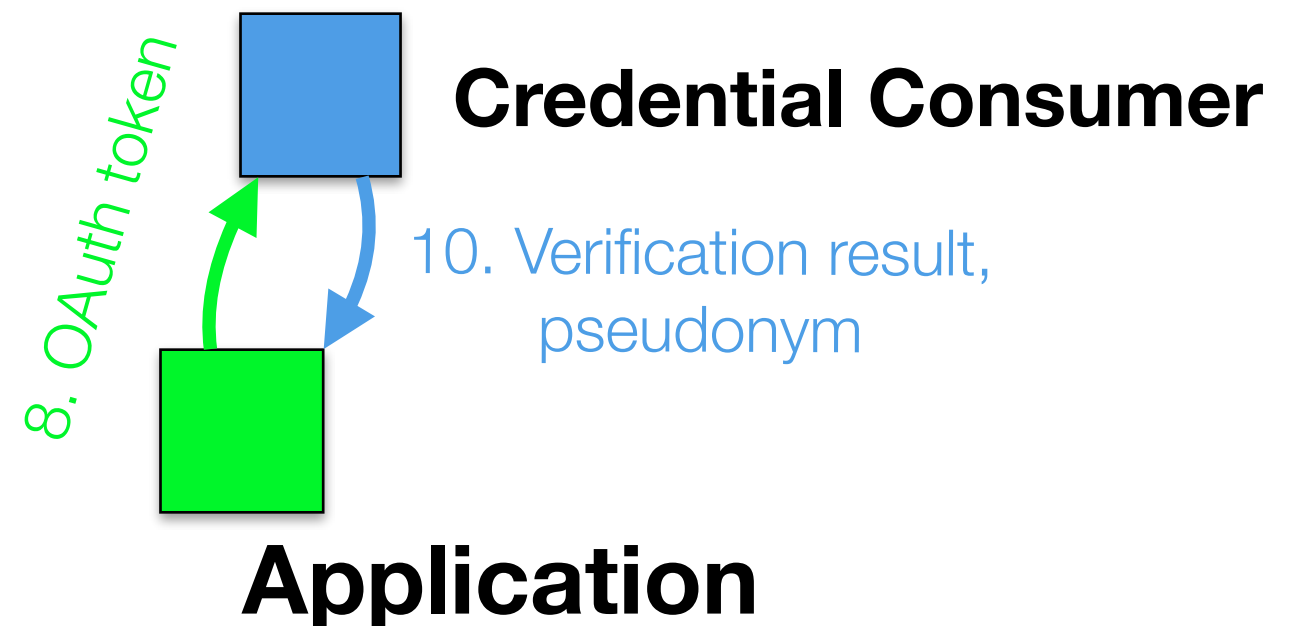 8. OAuth token
Credential Consumer
10. Verification result,
pseudonym
Application